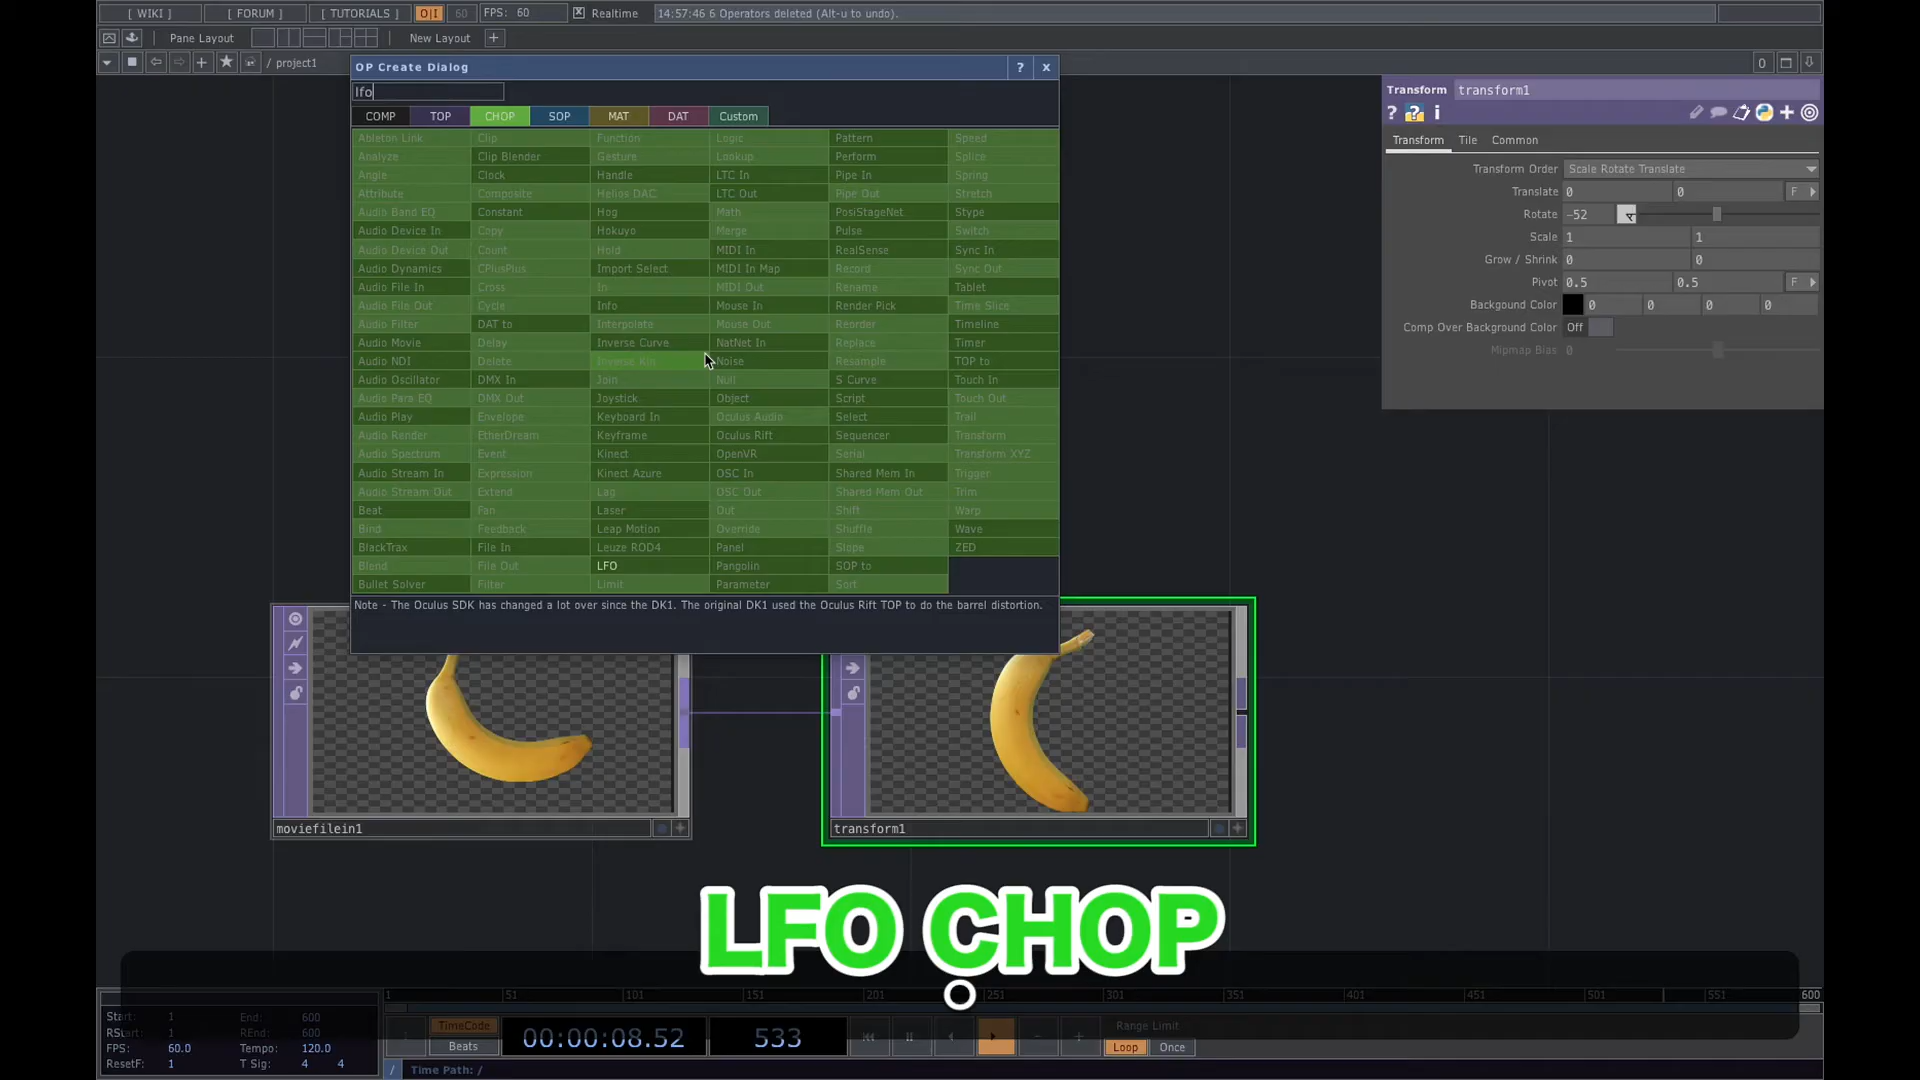 [ WIKI ] [ FORUM ] [ TUTORIALS ] O|I 60 FPS: 60 Realtime 14:57:46 6 Operators deleted (Alt-u to undo).
Pane Layout New Layout +
/ project1 0
OP Create Dialog ? x
lfo
COMP TOP CHOP SOP MAT DAT Custom
Ableton Link Clip Function Logic Pattern Speed
Analyze Clip Blender Gesture Lookup Perform Splice
Angle Clock Handle LTC In Pipe In Spring
Attribute Composite Helios DAC LTC Out Pipe Out Stretch
Audio Band EQ Constant Hog Math PosiStageNet Stype
Audio Device In Copy Hokuyo Merge Pulse Switch
Audio Device Out Count Hold MIDI In RealSense Sync In
Audio Dynamics CPlusPlus Import Select MIDI In Map Record Sync Out
Audio File In Cross In MIDI Out Rename Tablet
Audio File Out Cycle Info Mouse In Render Pick Time Slice
Audio Filter DAT to Interpolate Mouse Out Reorder Timeline
Audio Movie Delay Inverse Curve NatNet In Replace Timer
Audio NDI Delete Inverse Kin Noise Resample TOP to
Audio Oscillator DMX In Join Null S Curve Touch In
Audio Para EQ DMX Out Joystick Object Script Touch Out
Audio Play Envelope Keyboard In Oculus Audio Select Trail
Audio Render EtherDream Keyframe Oculus Rift Sequencer Transform
Audio Spectrum Event Kinect OpenVR Serial Transform XYZ
Audio Stream In Expression Kinect Azure OSC In Shared Mem In Trigger
Audio Stream Out Extend Lag OSC Out Shared Mem Out Trim
Beat Fan Laser Out Shift Warp
Bind Feedback Leap Motion Override Shuffle Wave
BlackTrax File In Leuze ROD4 Panel Slope ZED
Blend File Out LFO Pangolin SOP to
Bullet Solver Filter Limit Parameter Sort
Note - The Oculus SDK has changed a lot over since the DK1. The original DK1 used the Oculus Rift TOP to do the barrel distortion.
Transform transform1
? ? i
Transform Tile Common
Transform Order Scale Rotate Translate
Translate 0 0 F
Rotate -52
Scale 1 1
Grow / Shrink 0 0
Pivot 0.5 0.5 F
Backgound Color 0 0 0 0
Comp Over Background Color Off
Mipmap Bias 0
moviefilein1
transform1
LFO CHOP
1 51 101 151 201 251 301 351 401 451 501 551 600
Start: 1 End: 600
RStart: 1 REnd: 600
FPS: 60.0 Tempo: 120.0
ResetF: 1 T Sig: 4 4
TimeCode
Beats
00:00:08.52 533
Range Limit
Loop Once
/ Time Path: /